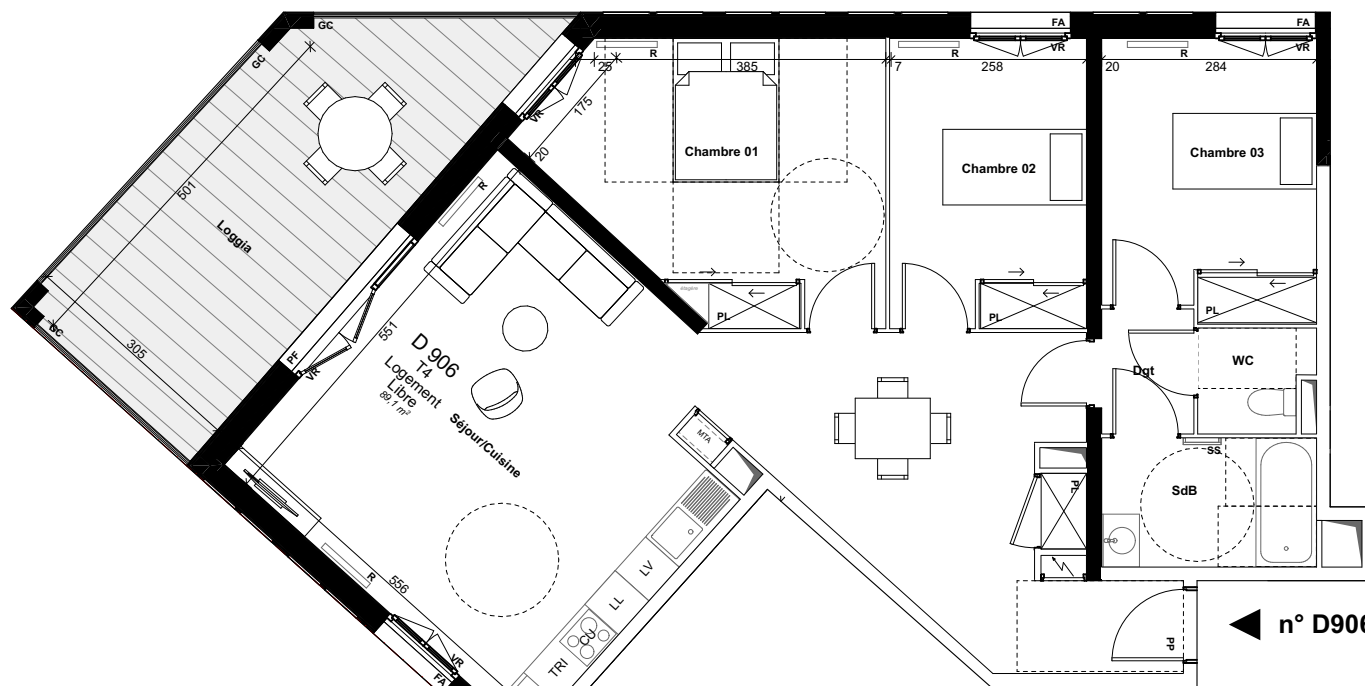 GC
FA
FA
GC
R
VR
R
R
VR
25
385
7
258
20
284
VR
175
20
Chambre 01
Chambre 02
Chambre 03
501
R
Loggia
étagère
PL
PL
PL
GC
305
551
PF
VR
D 906
T4
Logement
Libre
89,1 m²
Séjour/Cuisine
WC
Dgt
MTA
SS
PL
SdB
R
556
LV
LL
CU
TRI
VR
FA
PP
n° D906